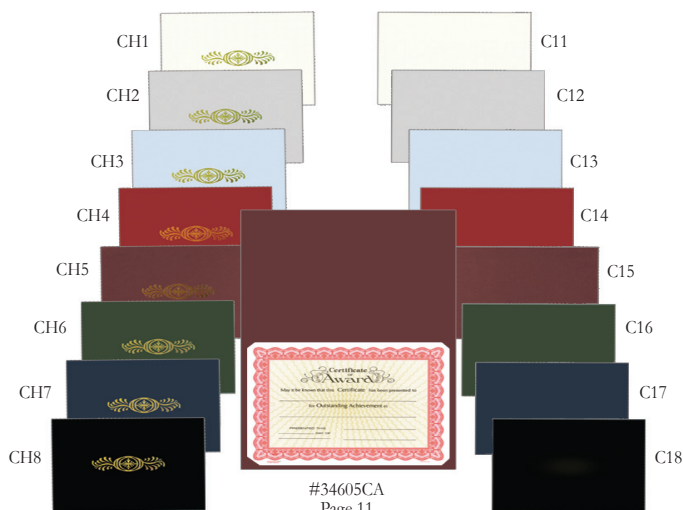 CH1
C11
CH2
C12
CH3
C13
CH4
C14
CH5
C15
CH6
C16
CH7
C17
CH8
C18
Certificate
OF
Award
May it be known that this Certificate has been presented to
for Outstanding Achievement in
#34605CA
Page 11